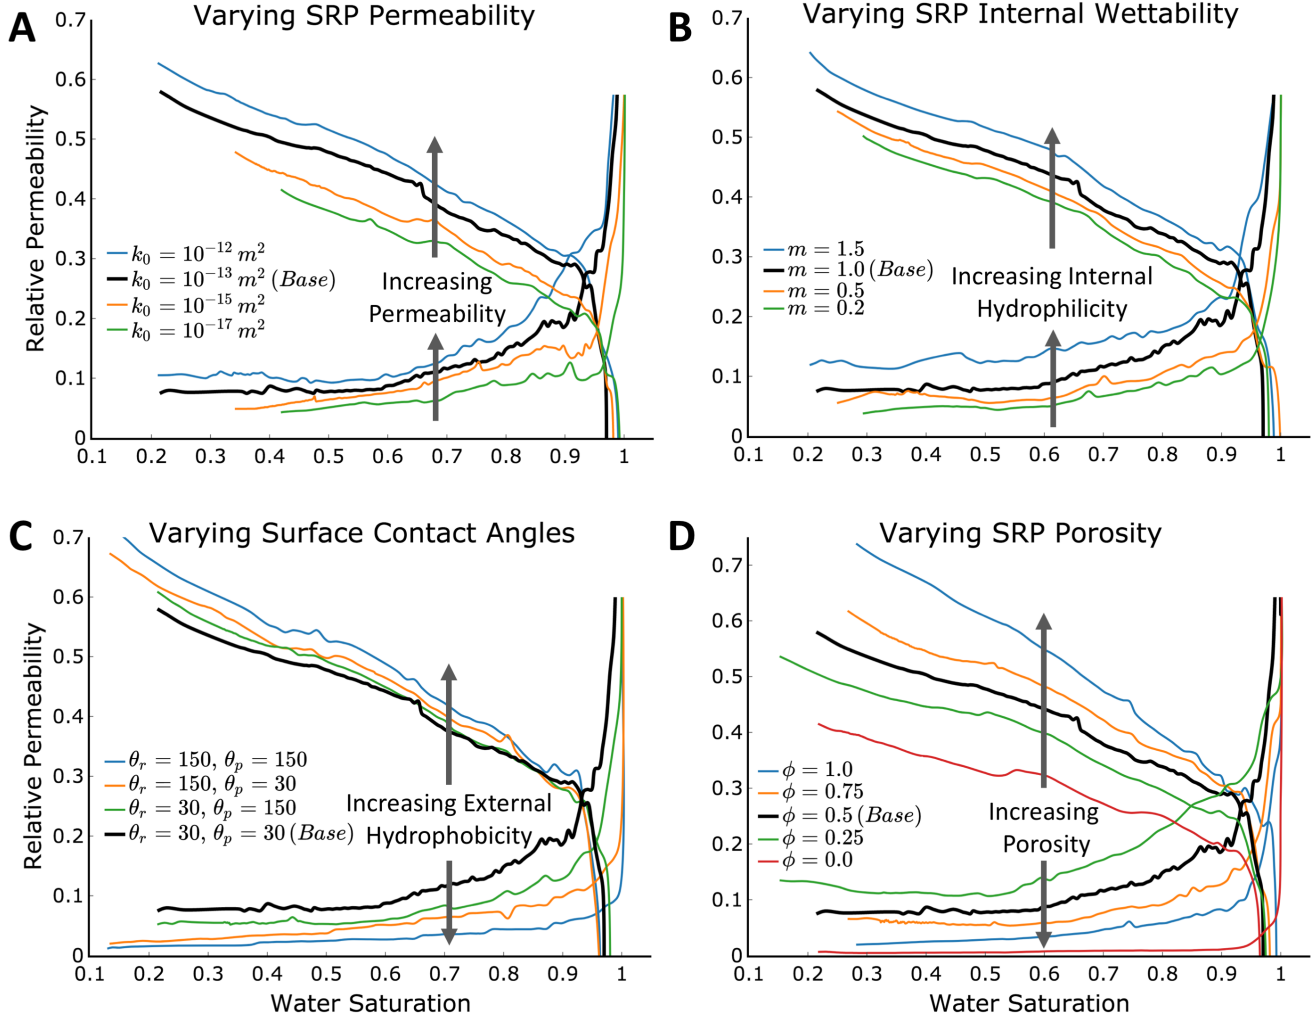 A
Varying SRP Permeability
0.7
0.6
0.5
0.4
0.3
0.2
0.1
0
Relative Permeability
k₀ = 10⁻¹² m²
k₀ = 10⁻¹³ m² (Base)
k₀ = 10⁻¹⁵ m²
k₀ = 10⁻¹⁷ m²
Increasing
Permeability
0.1 0.2 0.3 0.4 0.5 0.6 0.7 0.8 0.9 1
B
Varying SRP Internal Wettability
0.7
0.6
0.5
0.4
0.3
0.2
0.1
0
m = 1.5
m = 1.0 (Base)
m = 0.5
m = 0.2
Increasing Internal
Hydrophilicity
0.1 0.2 0.3 0.4 0.5 0.6 0.7 0.8 0.9 1
C
Varying Surface Contact Angles
0.7
0.6
0.5
0.4
0.3
0.2
0.1
0
Relative Permeability
θᵣ = 150, θₚ = 150
θᵣ = 150, θₚ = 30
θᵣ = 30, θₚ = 150
θᵣ = 30, θₚ = 30 (Base)
Increasing External
Hydrophobicity
0.1 0.2 0.3 0.4 0.5 0.6 0.7 0.8 0.9 1
Water Saturation
D
Varying SRP Porosity
0.7
0.6
0.5
0.4
0.3
0.2
0.1
0
ϕ = 1.0
ϕ = 0.75
ϕ = 0.5 (Base)
ϕ = 0.25
ϕ = 0.0
Increasing
Porosity
0.1 0.2 0.3 0.4 0.5 0.6 0.7 0.8 0.9 1
Water Saturation